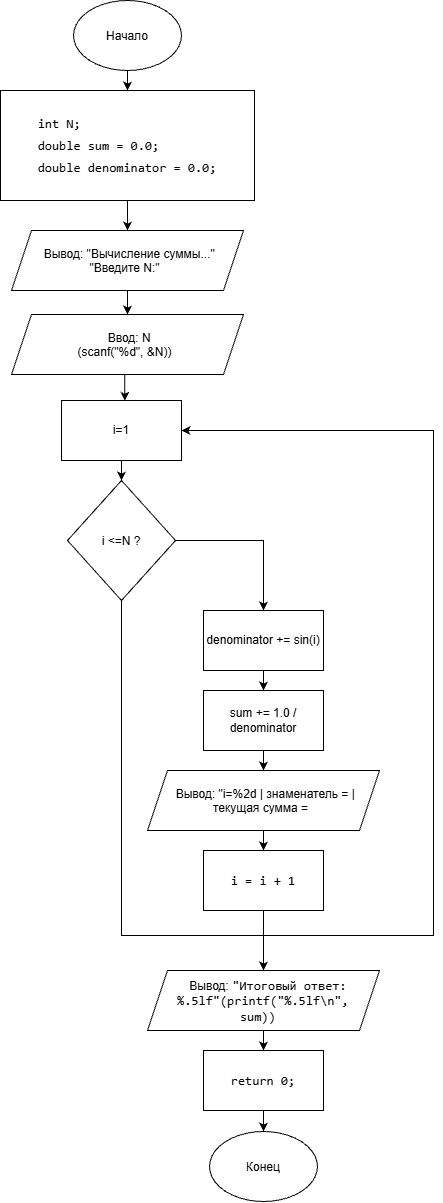 Начало
int N;
double sum = 0.0;
double denominator = 0.0;
Вывод: "Вычисление суммы..."
"Введите N:"
Ввод: N
(scanf("%d", &N))
i=1
i <=N ?
denominator += sin(i)
sum += 1.0 /
denominator
Вывод: "i=%2d | знаменатель = |
текущая сумма =
i = i + 1
Вывод: "Итоговый ответ:
%.5lf"(printf("%.5lf\n",
sum))
return 0;
Конец